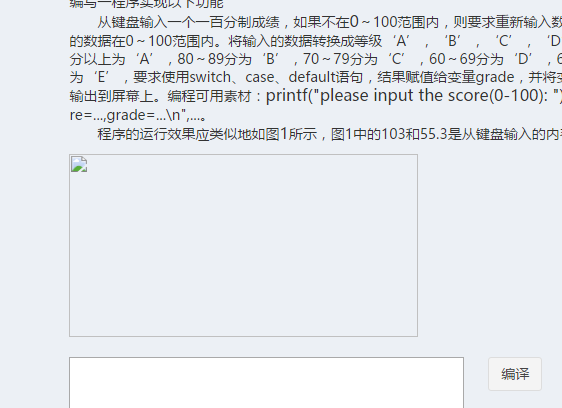 编写一程序实现以下功能
从键盘输入一个一百分制成绩，如果不在0～100范围内，则要求重新输入数
的数据在0～100范围内。将输入的数据转换成等级‘A’，‘B’，‘C’，‘D
分以上为‘A’，80～89分为‘B’，70～79分为‘C’，60～69分为‘D’，6
为‘E’，要求使用switch、case、default语句，结果赋值给变量grade，并将变
输出到屏幕上。编程可用素材：printf("please input the score(0-100): ")
re=...,grade=...\n",...。
程序的运行效果应类似地如图1所示，图1中的103和55.3是从键盘输入的内容
编译